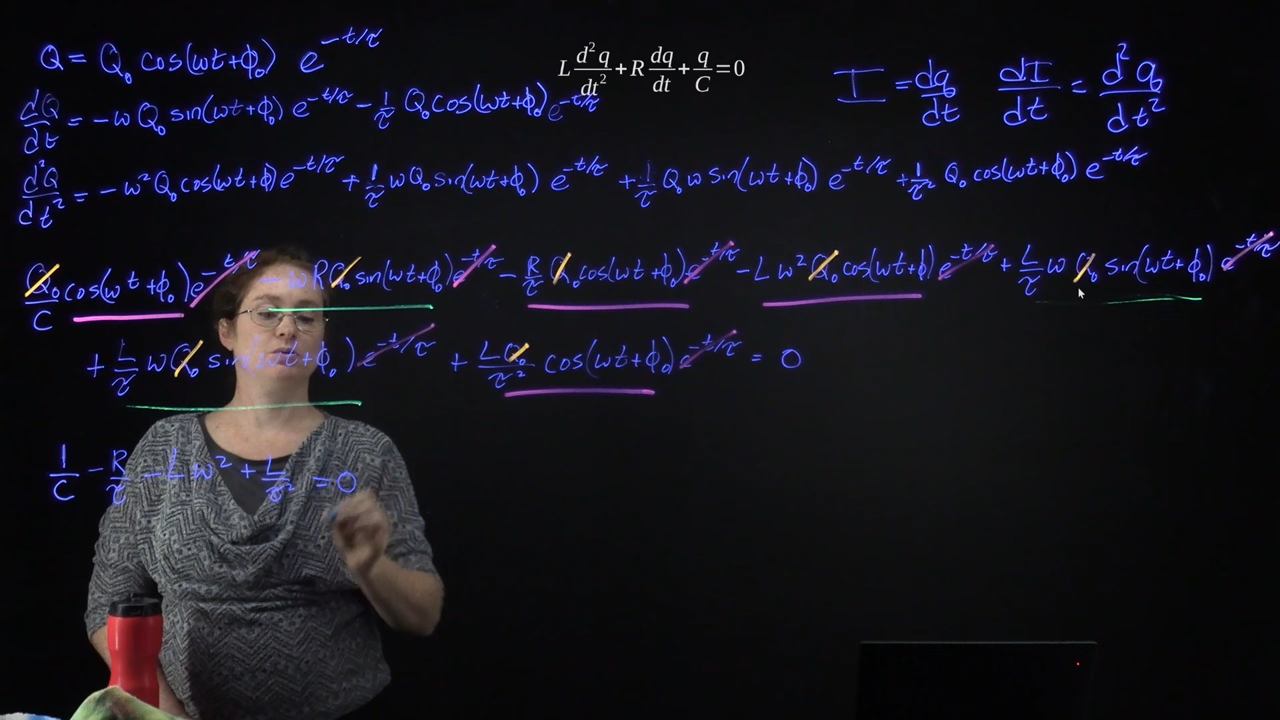 Q = Q₀ cos(ωt+ϕ₀) e^(-t/τ)
L d²q/dt² + R dq/dt + q/C = 0
I = dq/dt dI/dt = d²q/dt²
dQ/dt = -ωQ₀ sin(ωt+ϕ₀) e^(-t/τ) - 1/τ Q₀ cos(ωt+ϕ₀) e^(-t/τ)
d²Q/dt² = -ω²Q₀ cos(ωt+ϕ) e^(-t/τ) + 1/τ ωQ₀ sin(ωt+ϕ₀) e^(-t/τ) + 1/τ Q₀ ω sin(ωt+ϕ₀) e^(-t/τ) + 1/τ² Q₀ cos(ωt+ϕ₀) e^(-t/τ)
Q₀/C cos(ωt+ϕ₀) e^(-t/τ) - ωRQ₀ sin(ωt+ϕ₀) e^(-t/τ) - R/τ Q₀ cos(ωt+ϕ₀) e^(-t/τ) - Lω²Q₀ cos(ωt+ϕ) e^(-t/τ) + L/τ ω Q₀ sin(ωt+ϕ₀) e^(-t/τ)
+ L/τ ωQ₀ sin(ωt+ϕ₀) e^(-t/τ) + LQ₀/τ² cos(ωt+ϕ₀) e^(-t/τ) = 0
1/C - R/τ - Lω² + L/τ² = 0